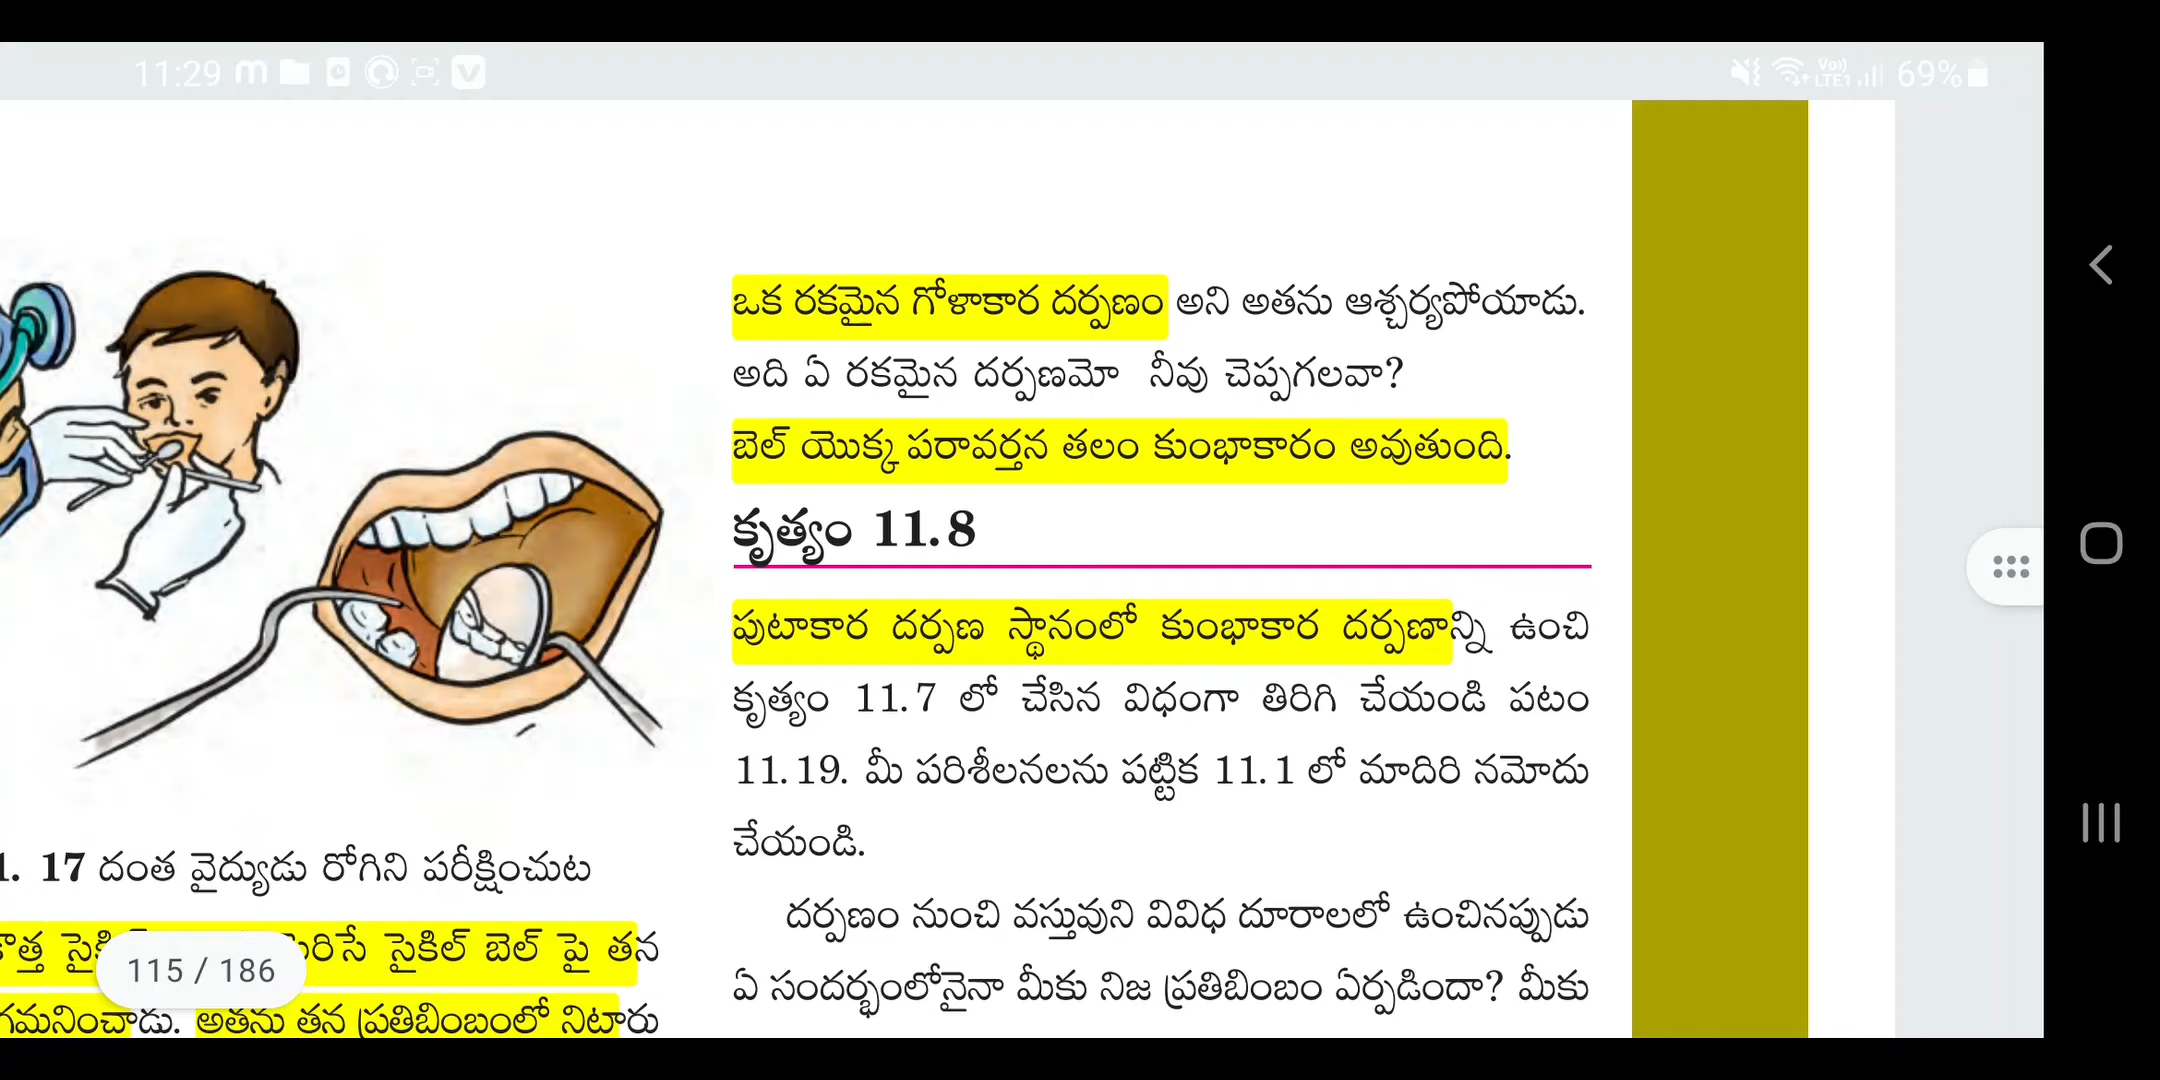 11:29
Vo) LTE1 69%
ఒక రకమైన గోళాకార దర్పణం అని అతను ఆశ్చర్యపోయాడు.
అది ఏ రకమైన దర్పణమో నీవు చెప్పగలవా?
బెల్ యొక్క పరావర్తన తలం కుంభాకారం అవుతుంది.
కృత్యం 11.8
పుటాకార దర్పణ స్థానంలో కుంభాకార దర్పణాన్ని ఉంచి
కృత్యం 11.7 లో చేసిన విధంగా తిరిగి చేయండి పటం
11.19. మీ పరిశీలనలను పట్టిక 11.1 లో మాదిరి నమోదు
చేయండి.
దర్పణం నుంచి వస్తువుని వివిధ దూరాలలో ఉంచినప్పుడు
ఏ సందర్భంలోనైనా మీకు నిజ ప్రతిబింబం ఏర్పడిందా? మీకు
17 దంత వైద్యుడు రోగిని పరీక్షించుట
సైకిల్ బెల్ పై తన
115 / 186
అతను తన ప్రతిబింబంలో నిటారు